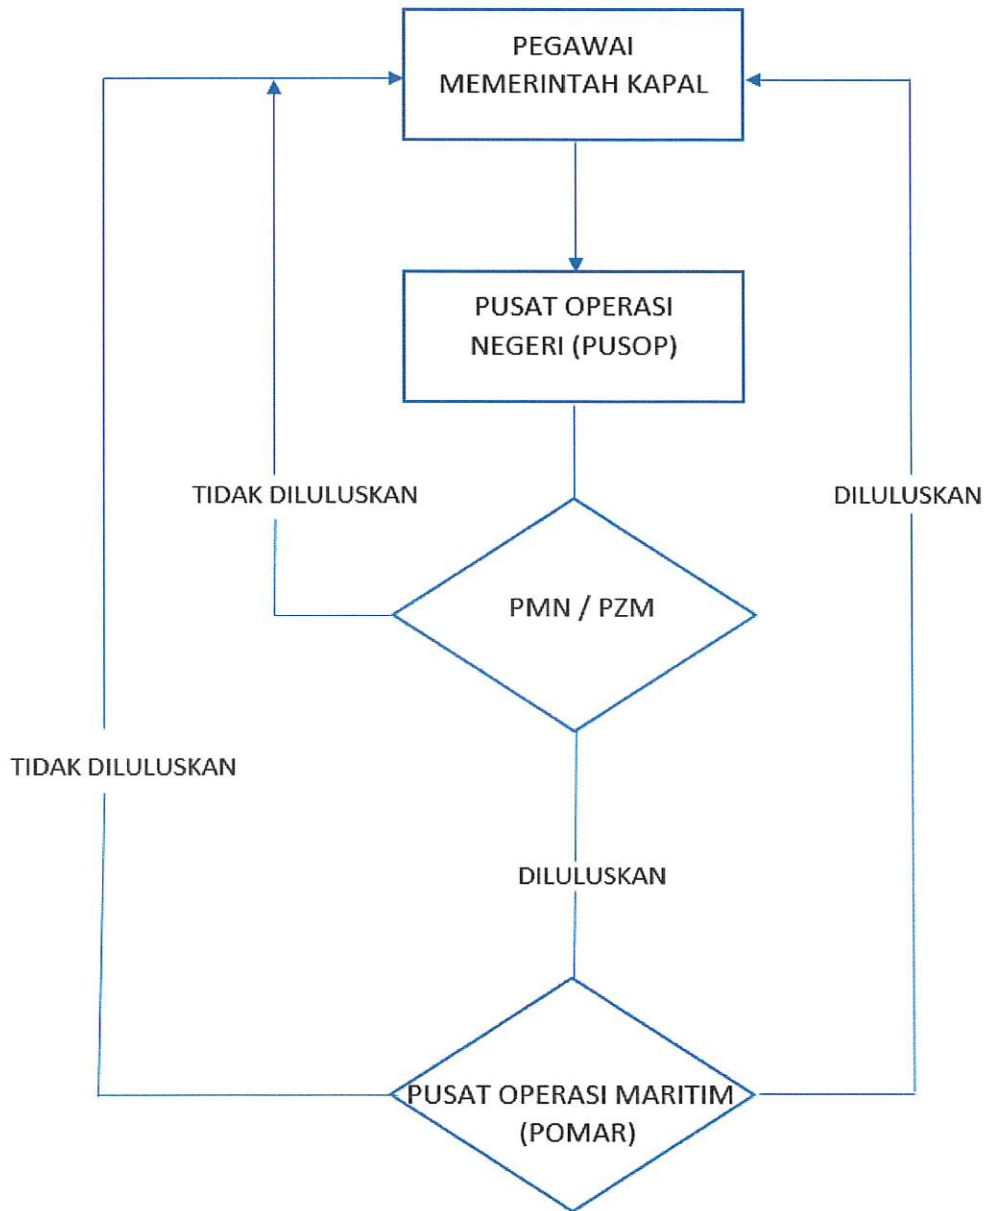 PEGAWAI
MEMERINTAH KAPAL
PUSAT OPERASI
NEGERI (PUSOP)
TIDAK DILULUSKAN
DILULUSKAN
PMN / PZM
TIDAK DILULUSKAN
DILULUSKAN
PUSAT OPERASI MARITIM
(POMAR)